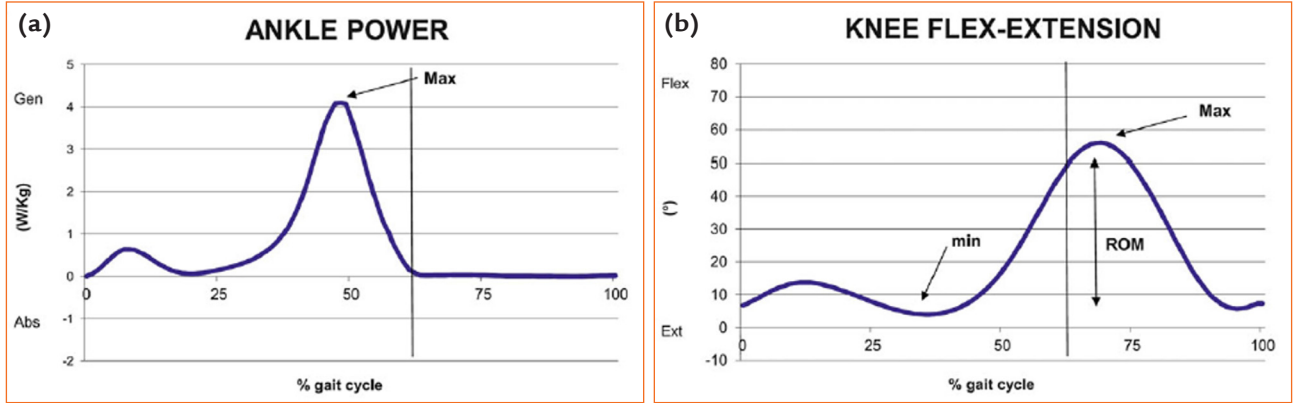 (a)
ANKLE POWER
5
Gen
4
Max
3
(W/Kg)
2
1
0
0 25 50 75 100
Abs
-1
-2
% gait cycle
(b)
KNEE FLEX-EXTENSION
80
Flex
70
Max
60
50
(°)
40
30
min
ROM
20
10
Ext
0
0 25 50 75 100
-10
% gait cycle